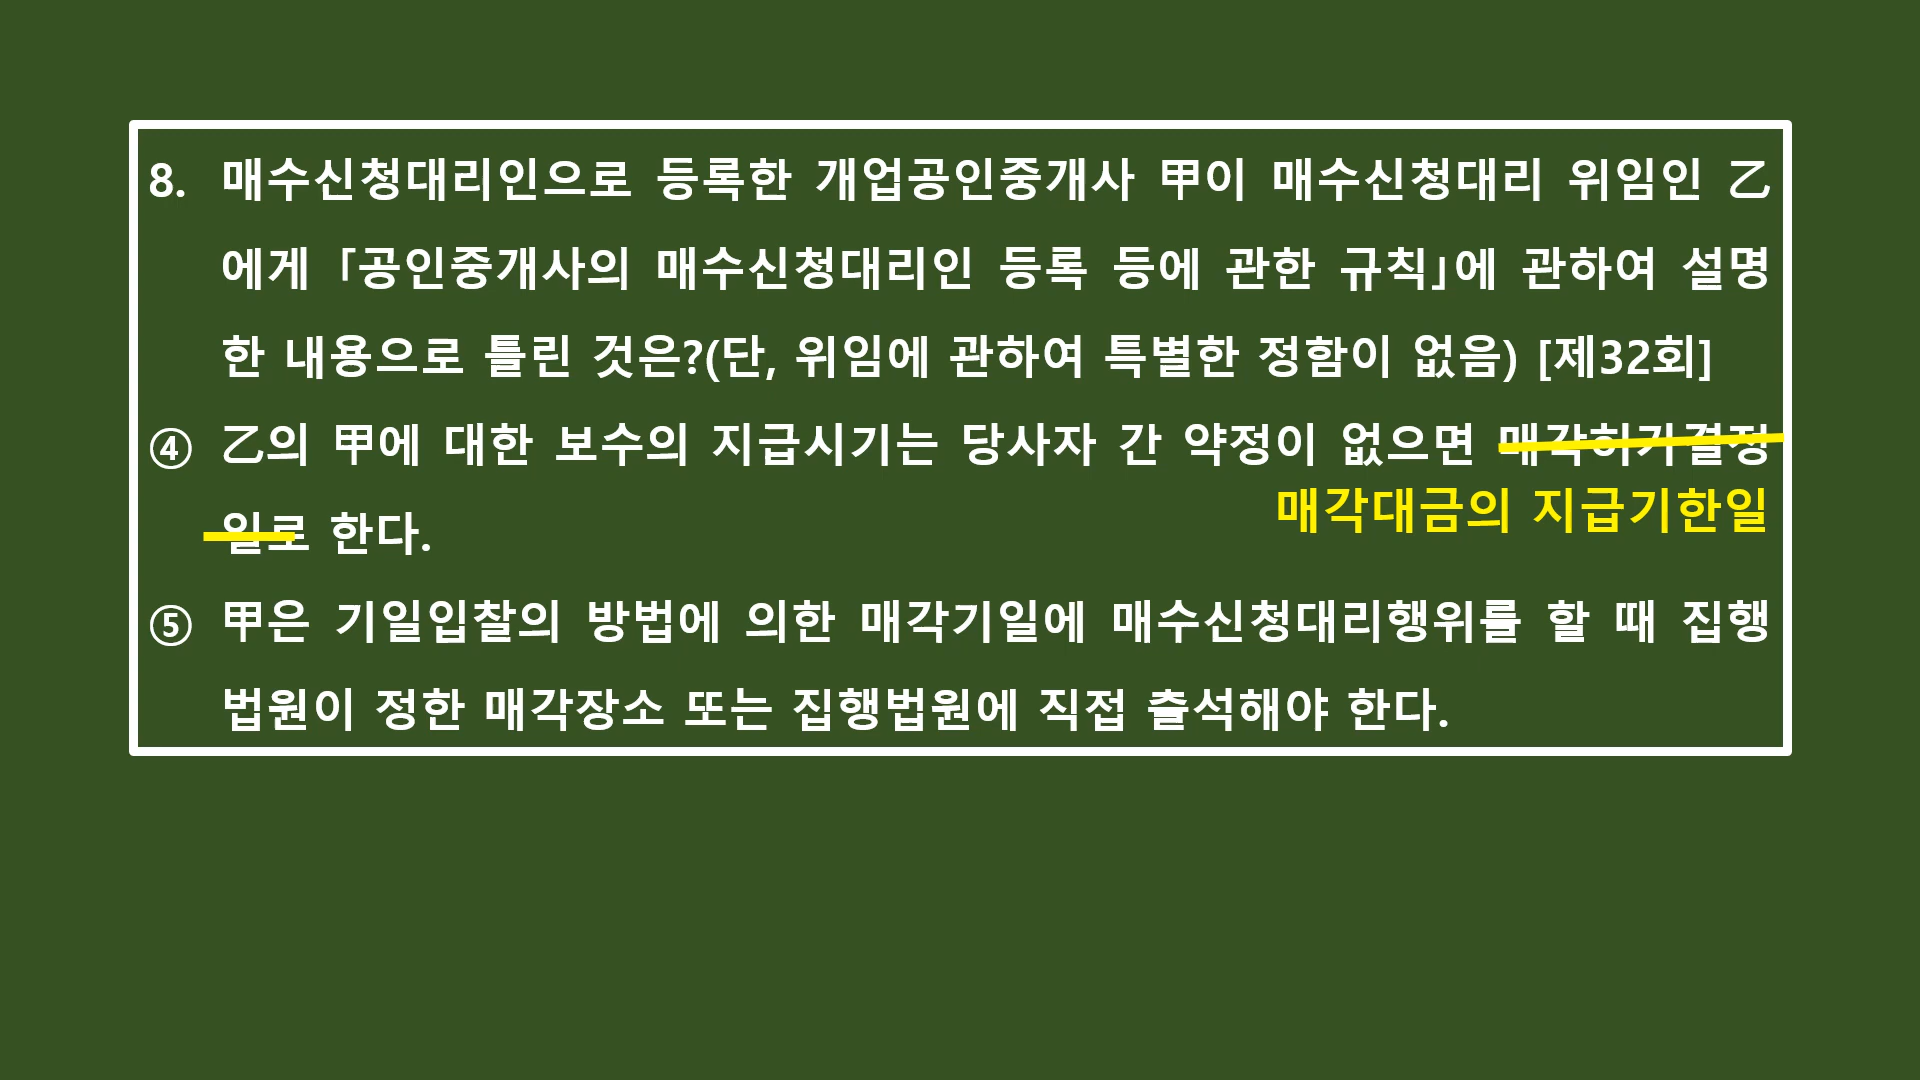 8. 매수신청대리인으로 등록한 개업공인중개사 甲이 매수신청대리 위임인 乙
에게 「공인중개사의 매수신청대리인 등록 등에 관한 규칙」에 관하여 설명
한 내용으로 틀린 것은?(단, 위임에 관하여 특별한 정함이 없음) [제32회]
④ 乙의 甲에 대한 보수의 지급시기는 당사자 간 약정이 없으면 매각허가결정
매각대금의 지급기한일
일로 한다.
⑤ 甲은 기일입찰의 방법에 의한 매각기일에 매수신청대리행위를 할 때 집행
법원이 정한 매각장소 또는 집행법원에 직접 출석해야 한다.